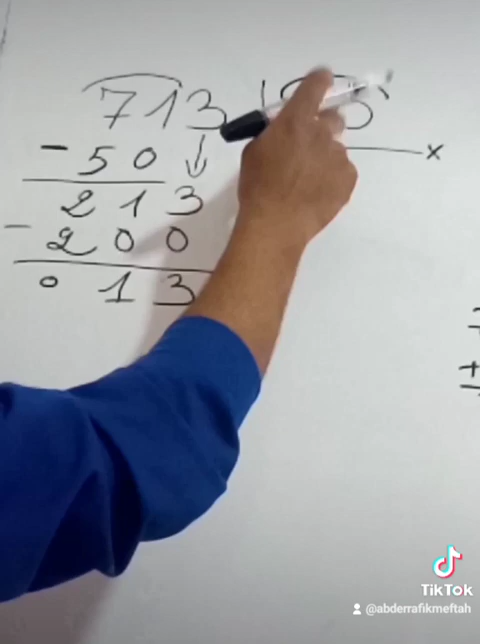 713
- 50
213
- 200
013
x
+
TikTok
@abderrafikmeftah